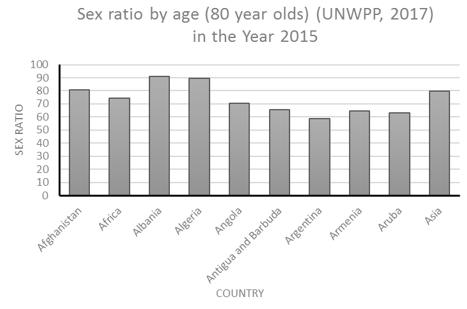 Sex ratio by age (80 year olds) (UNWPP, 2017)
in the Year 2015
SEX RATIO
100
90
80
70
60
50
40
30
20
10
0
Afghanistan
Africa
Albania
Algeria
Angola
Antigua and Barbuda
Argentina
Armenia
Aruba
Asia
COUNTRY